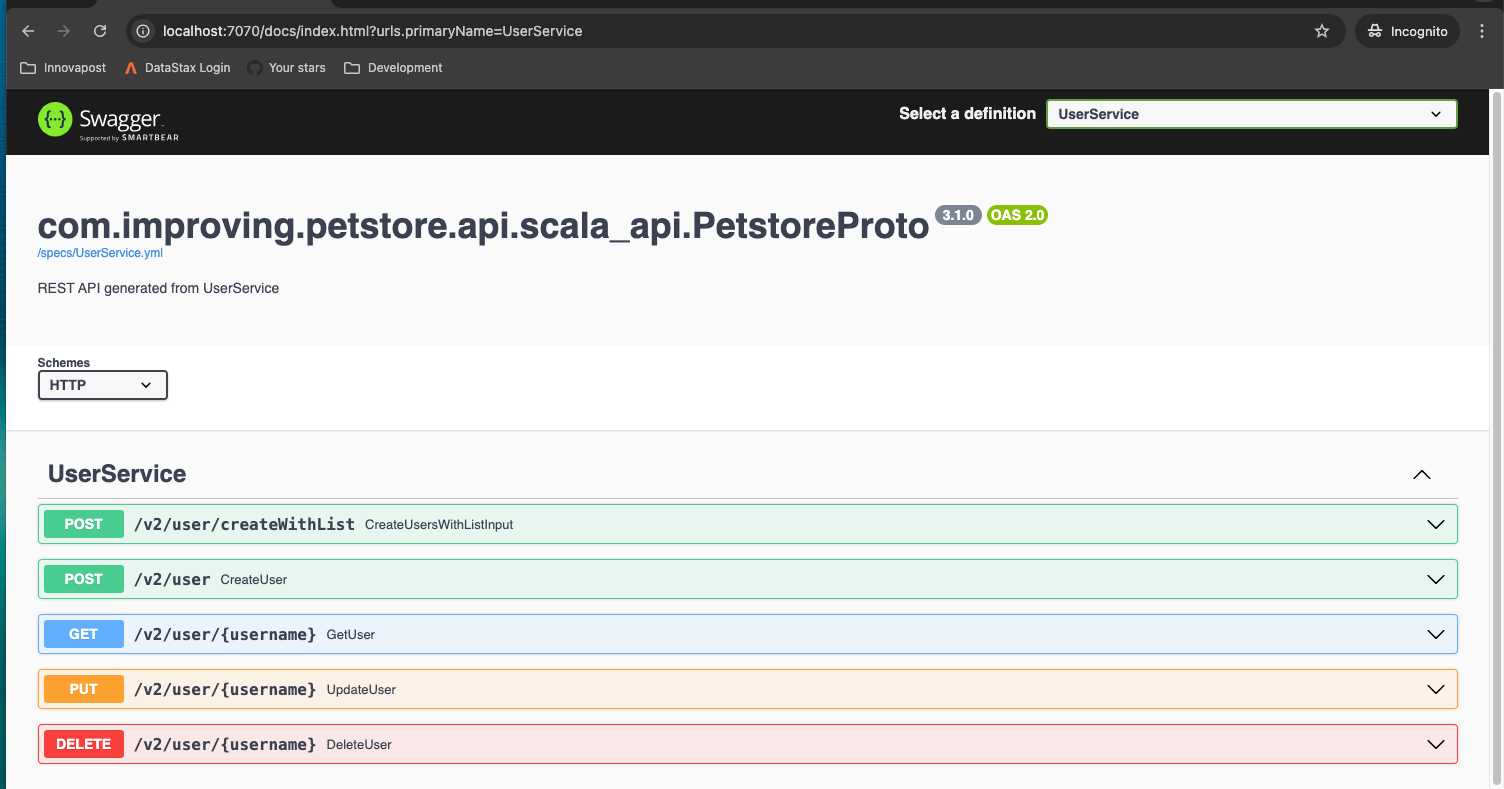 localhost:7070/docs/index.html?urls.primaryName=UserService
Incognito
Innovapost DataStax Login Your stars Development
Swagger
Supported by SMARTBEAR
Select a definition UserService
com.improving.petstore.api.scala_api.PetstoreProto 3.1.0 OAS 2.0
/specs/UserService.yml
REST API generated from UserService
Schemes
HTTP
UserService
POST /v2/user/createWithList CreateUsersWithListInput
POST /v2/user CreateUser
GET /v2/user/{username} GetUser
PUT /v2/user/{username} UpdateUser
DELETE /v2/user/{username} DeleteUser